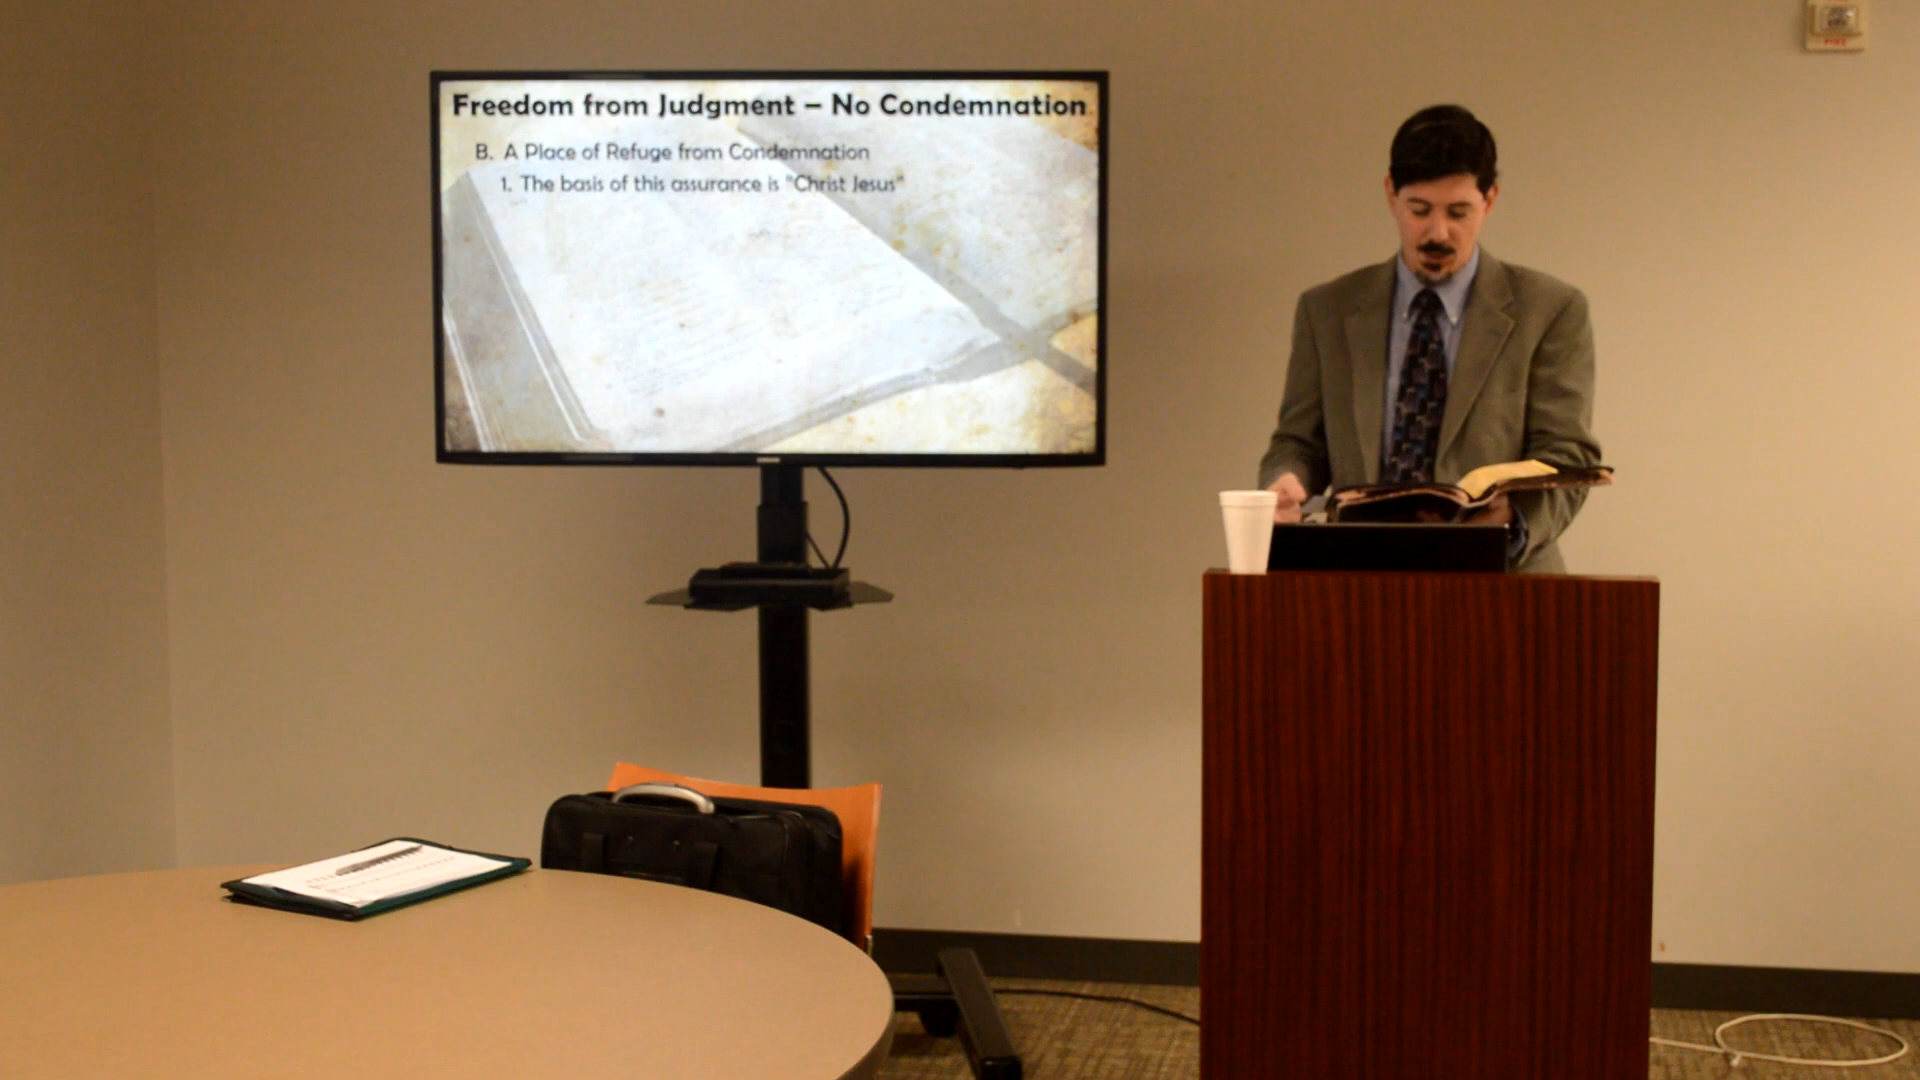 Freedom from Judgment – No Condemnation
B. A Place of Refuge from Condemnation
1. The basis of this assurance is "Christ Jesus"
FIRE